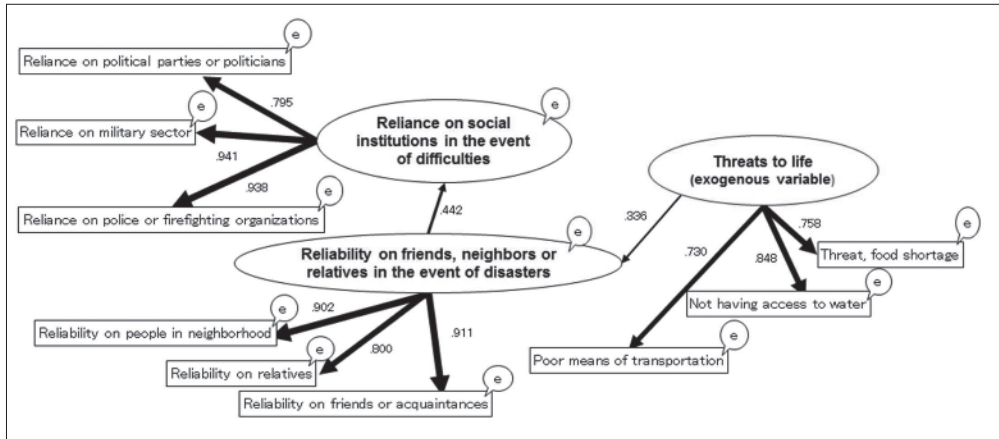 e
Reliance on political parties or politicians
.795
e
Reliance on military sector
.941
.938
e
Reliance on police or firefighting organizations
e
Reliance on social
institutions in the event
of difficulties
.442
Threats to life
(exogenous variable)
.336
.758
.848
.730
e
Threat, food shortage
e
Not having access to water
e
Poor means of transportation
e
Reliability on friends, neighbors or
relatives in the event of disasters
.902
.800
.911
e
Reliability on people in neighborhood
e
Reliability on relatives
e
Reliability on friends or acquaintances